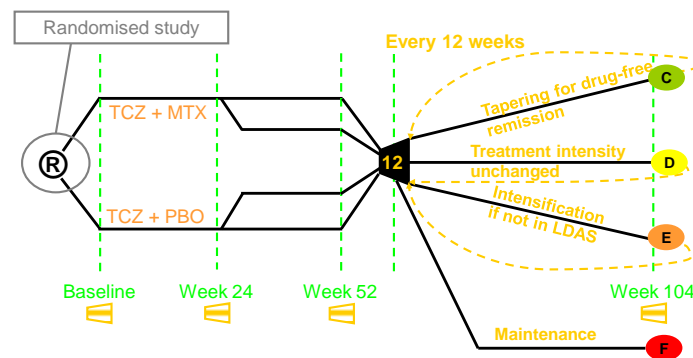 Randomised study
Every 12 weeks
C
Tapering for drug-free
remission
TCZ + MTX
R
12
Treatment intensity
unchanged
D
Intensification
if not in LDAS
TCZ + PBO
E
Baseline
Week 24
Week 52
Week 104
Maintenance
F